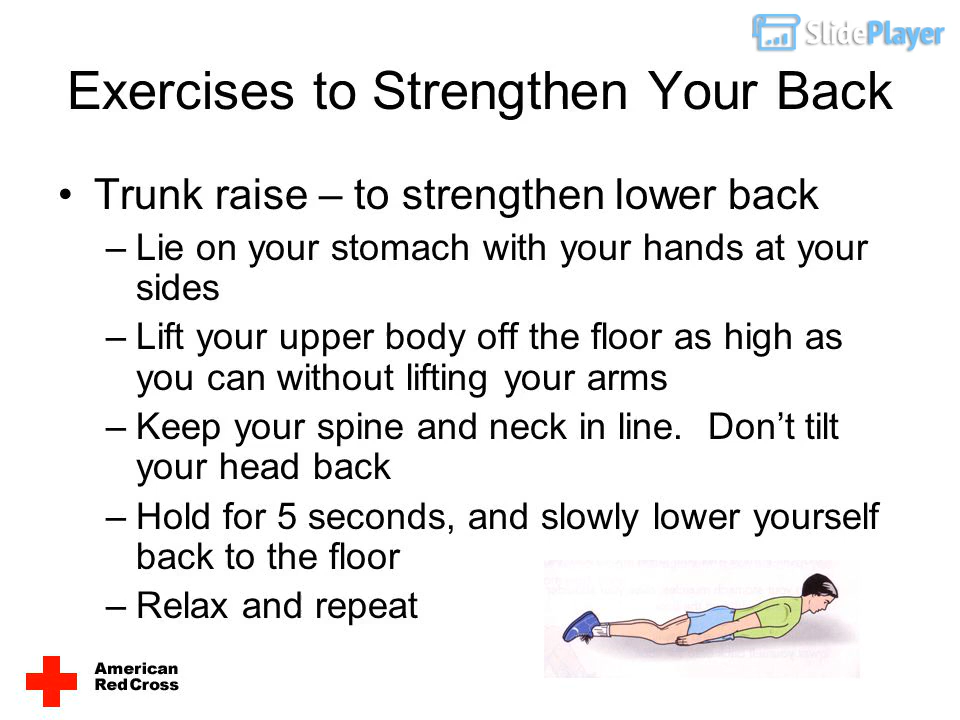 SlidePlayer
Exercises to Strengthen Your Back
• Trunk raise – to strengthen lower back
– Lie on your stomach with your hands at your
sides
– Lift your upper body off the floor as high as
you can without lifting your arms
– Keep your spine and neck in line.  Don’t tilt
your head back
– Hold for 5 seconds, and slowly lower yourself
back to the floor
– Relax and repeat
American
Red Cross